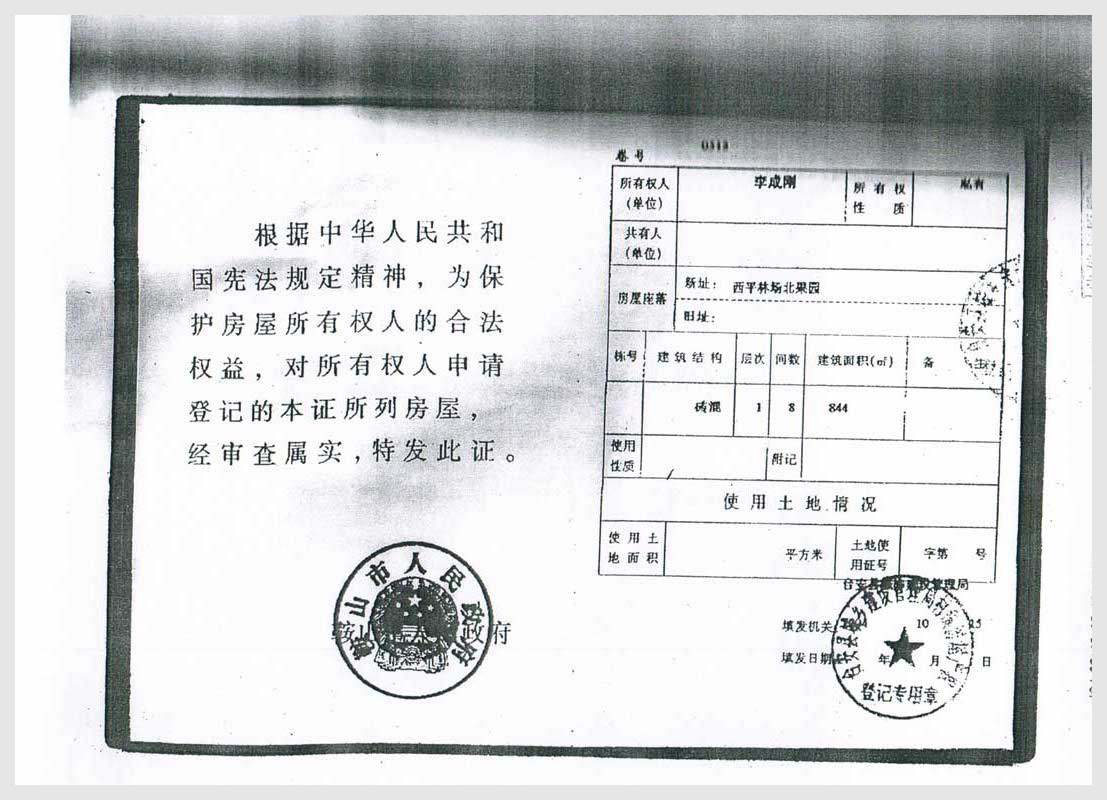 根据中华人民共和
国宪法规定精神，为保
护房屋所有权人的合法
权益，对所有权人申请
登记的本证所列房屋，
经审查属实，特发此证。
鞍山市人民政府
卷号 0313
所有权人(单位) 李成刚 所有权性质 私有
共有人(单位)
房屋座落 新址： 西平林场北果园
旧址：
栋号 建筑结构 层次 间数 建筑面积(㎡) 备
砖混 1 8 844
使用性质 附记
使用土地情况
使用土地面积 平方米 土地使用证号 字第 号
填发机关
10
填发日期 年 月 日
登记专用章